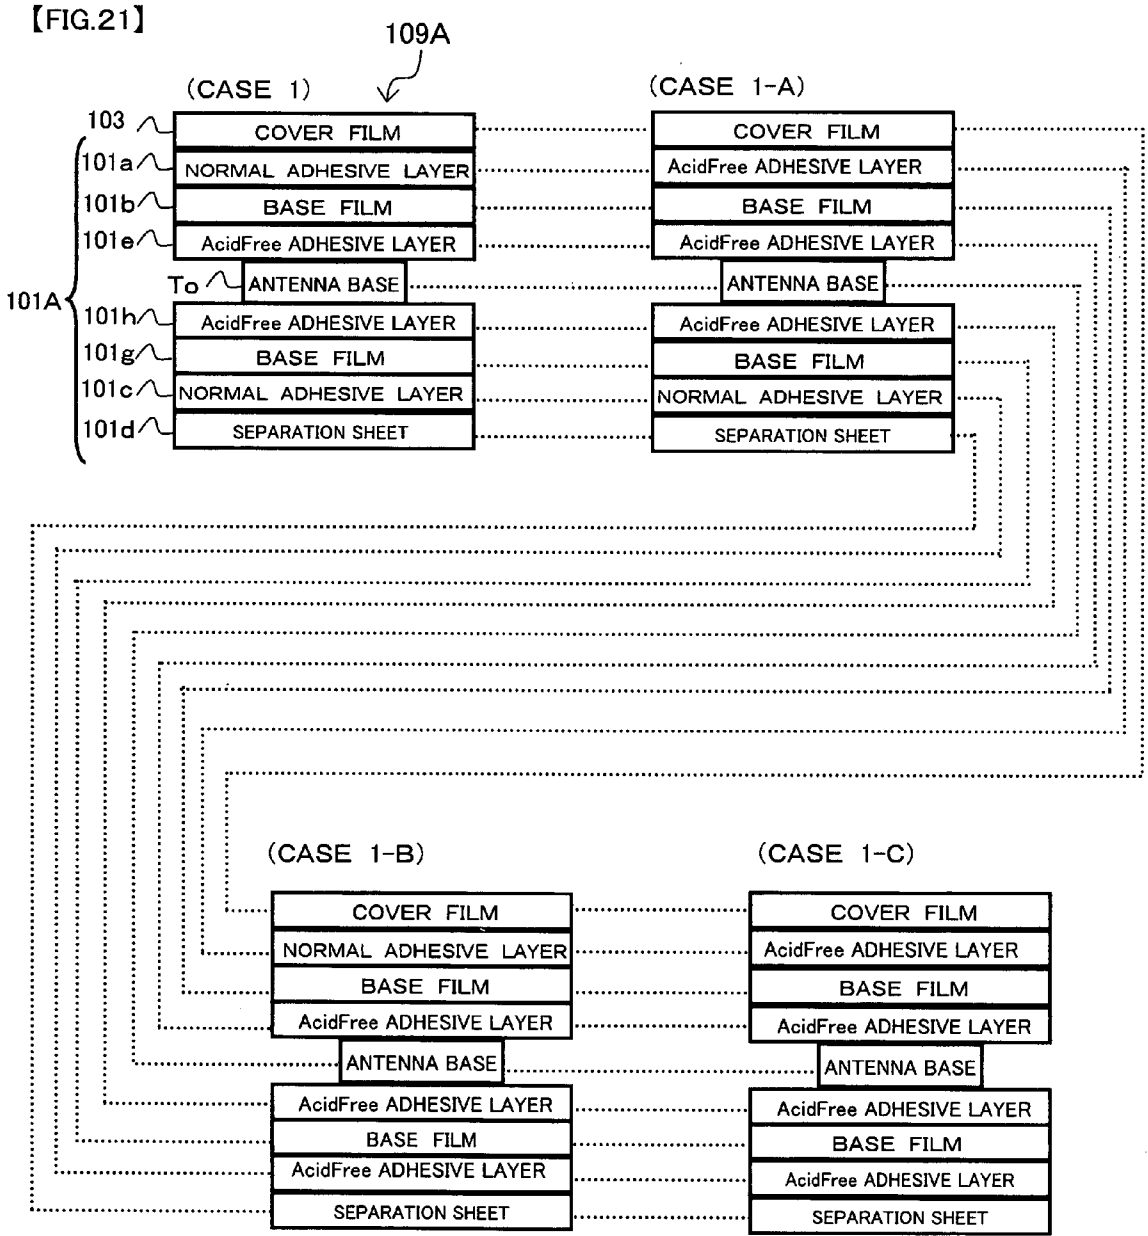 【FIG.21】
109A
(CASE 1)
(CASE 1-A)
103
COVER FILM
COVER FILM
101a
NORMAL ADHESIVE LAYER
AcidFree ADHESIVE LAYER
101b
BASE FILM
BASE FILM
101e
AcidFree ADHESIVE LAYER
AcidFree ADHESIVE LAYER
To
ANTENNA BASE
ANTENNA BASE
101A
101h
AcidFree ADHESIVE LAYER
AcidFree ADHESIVE LAYER
101g
BASE FILM
BASE FILM
101c
NORMAL ADHESIVE LAYER
NORMAL ADHESIVE LAYER
101d
SEPARATION SHEET
SEPARATION SHEET
(CASE 1-B)
(CASE 1-C)
COVER FILM
COVER FILM
NORMAL ADHESIVE LAYER
AcidFree ADHESIVE LAYER
BASE FILM
BASE FILM
AcidFree ADHESIVE LAYER
AcidFree ADHESIVE LAYER
ANTENNA BASE
ANTENNA BASE
AcidFree ADHESIVE LAYER
AcidFree ADHESIVE LAYER
BASE FILM
BASE FILM
AcidFree ADHESIVE LAYER
AcidFree ADHESIVE LAYER
SEPARATION SHEET
SEPARATION SHEET